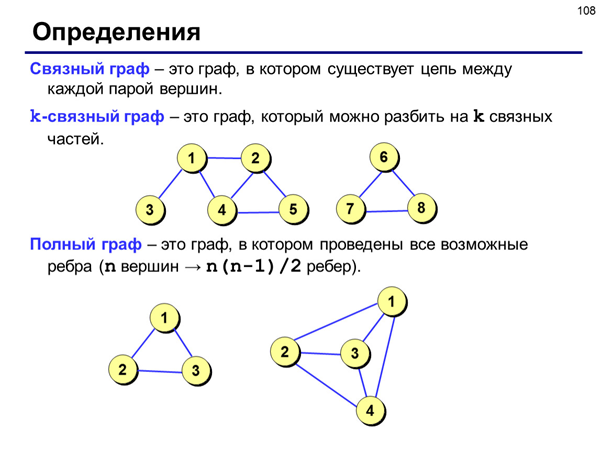 108
Определения
Связный граф – это граф, в котором существует цепь между
каждой парой вершин.
k-связный граф – это граф, который можно разбить на k связных
частей.
1 2 6
3 4 5 7 8
Полный граф – это граф, в котором проведены все возможные
ребра (n вершин → n(n-1)/2 ребер).
1
1
2 3
2 3
4